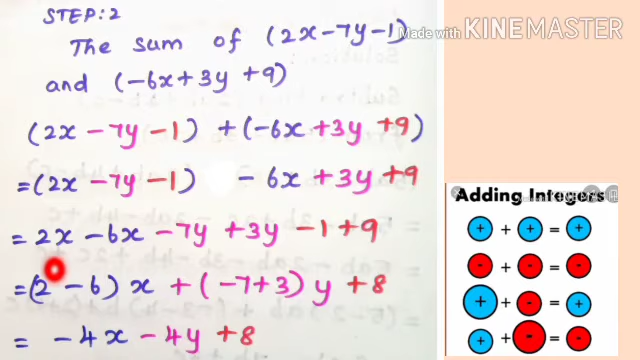 STEP:2
The sum of (2x-7y-1)
and (-6x+3y+9)
(2x-7y-1) +(-6x+3y+9)
=(2x-7y-1) -6x+3y+9
=2x-6x-7y+3y-1+9
=(2-6)x+(-7+3)y+8
= -4x-4y+8
Made with KINEMASTER
Adding Integers
+ + + = +
- + - = -
+ + - = +
+ + - = -